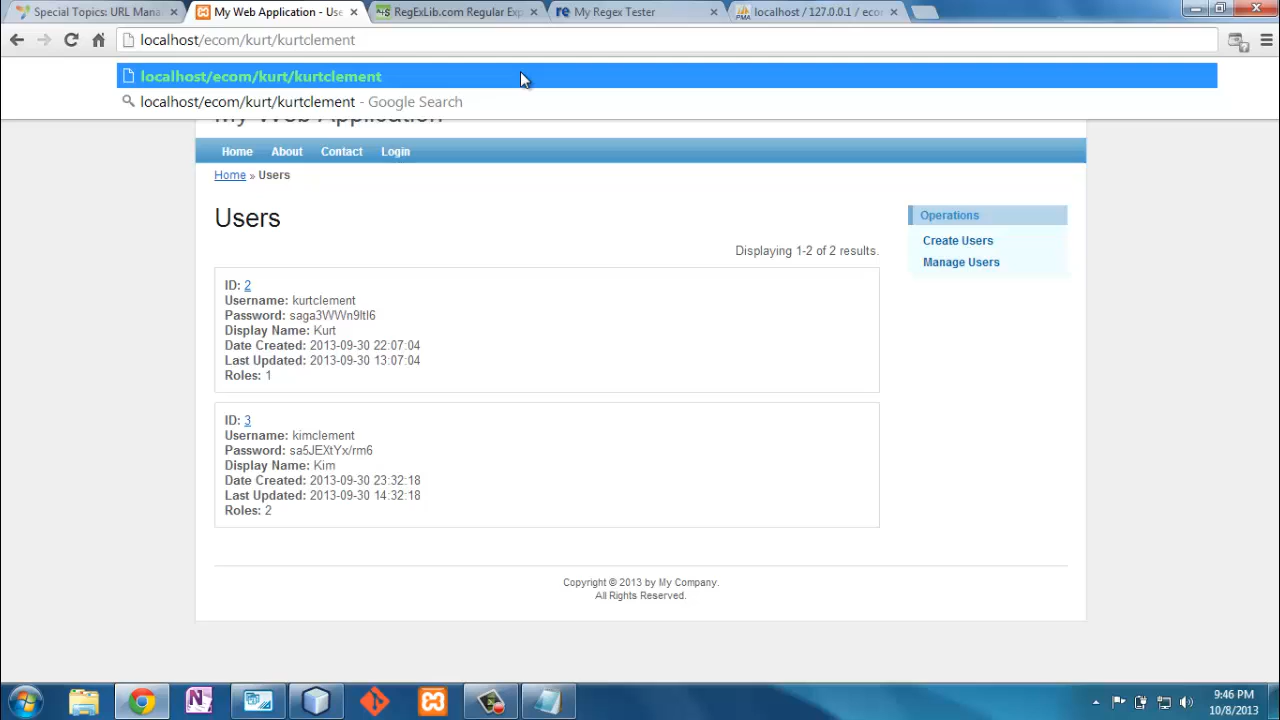 Special Topics: URL Mana
My Web Application - Use
RegExLib.com Regular Exp
My Regex Tester
localhost / 127.0.0.1 / ecom
localhost/ecom/kurt/kurtclement
localhost/ecom/kurt/kurtclement
localhost/ecom/kurt/kurtclement - Google Search
My Web Application
Home About Contact Login
Home » Users
Users
Operations
Create Users
Manage Users
Displaying 1-2 of 2 results.
ID: 2
Username: kurtclement
Password: saga3WWn9ltl6
Display Name: Kurt
Date Created: 2013-09-30 22:07:04
Last Updated: 2013-09-30 13:07:04
Roles: 1
ID: 3
Username: kimclement
Password: sa5JEXtYx/rm6
Display Name: Kim
Date Created: 2013-09-30 23:32:18
Last Updated: 2013-09-30 14:32:18
Roles: 2
Copyright © 2013 by My Company.
All Rights Reserved.
9:46 PM
10/8/2013